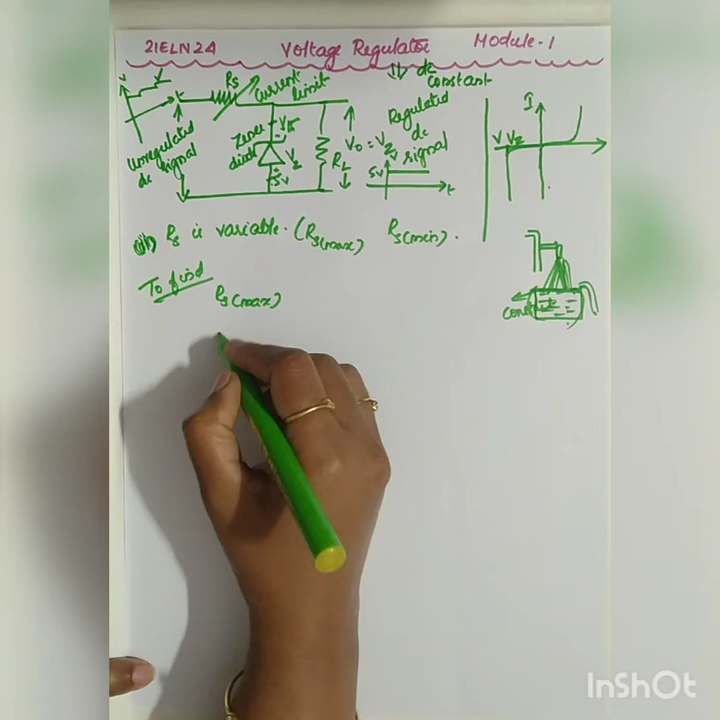 21ELN24 Voltage Regulator Module-1
⇓ dc constant
V
t
Rs
current limit
unregulated dc signal
Zener diode
Vz
5V
RL
Vo = Vz
Regulated dc signal
5V
t
I
V Vz
iii) Rs is variable. (Rs(max) Rs(min).
To find
Rs(max)
InShOt